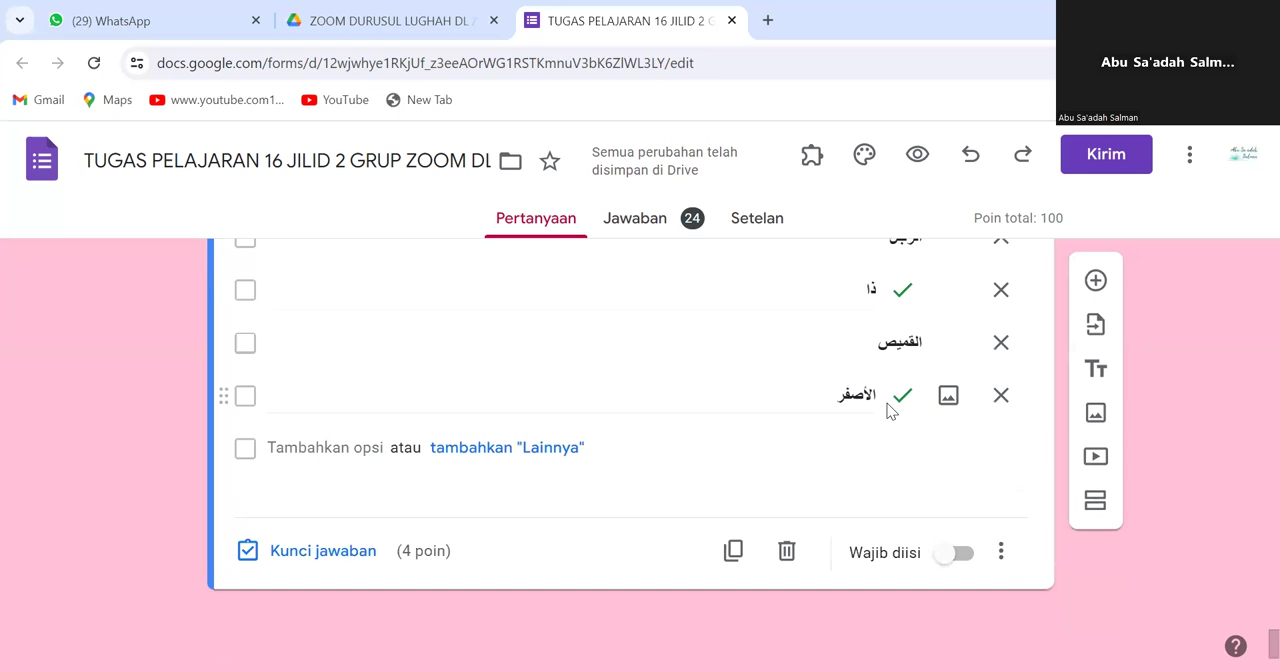 (29) WhatsApp
ZOOM DURUSUL LUGHAH DL
TUGAS PELAJARAN 16 JILID 2 G
docs.google.com/forms/d/12wjwhye1RKjUf_z3eeAOrWG1RSTKmnuV3bK6ZlWL3LY/edit
Gmail
Maps
www.youtube.com1...
YouTube
New Tab
Abu Sa'adah Salm...
Abu Sa'adah Salman
TUGAS PELAJARAN 16 JILID 2 GRUP ZOOM DL
Semua perubahan telah
disimpan di Drive
Kirim
Pertanyaan
Jawaban 24
Setelan
Poin total: 100
ذا
القميص
الأصفر
Tambahkan opsi atau tambahkan "Lainnya"
Kunci jawaban (4 poin)
Wajib diisi